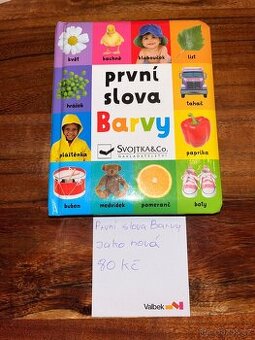 květ
kachna
klobouček
list
první
hrášek
slova
tahač
Barvy
SVOJTKA&Co.
NAKLADATELSTVÍ
pláštěnka
paprika
buben
medvídek
pomeranč
boty
První slova Barvy
Jako nová
80 KČ
Valbek